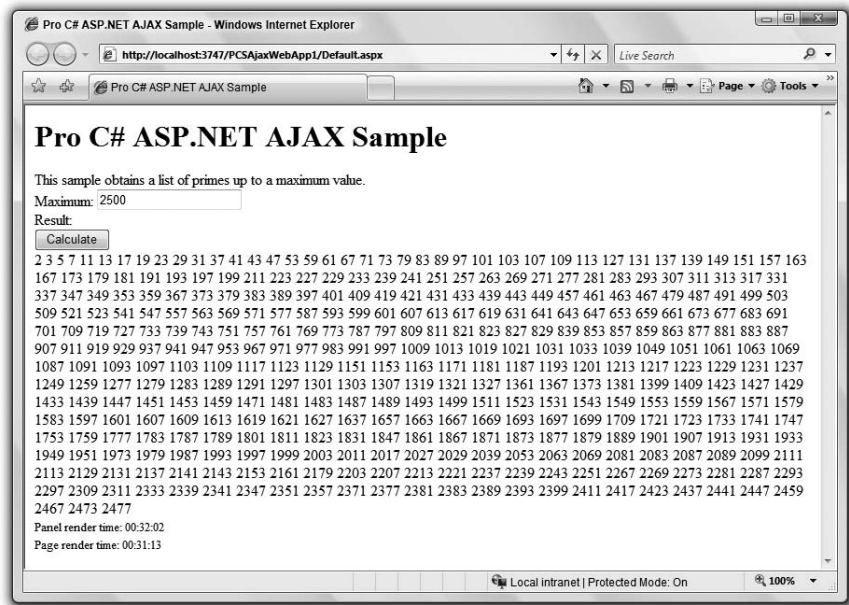 Pro C# ASP.NET AJAX Sample - Windows Internet Explorer
http://localhost:3747/PCSAjaxWebApp1/Default.aspx
Live Search
Pro C# ASP.NET AJAX Sample
Page
Tools
Pro C# ASP.NET AJAX Sample
This sample obtains a list of primes up to a maximum value.
Maximum: 2500
Result:
Calculate
2 3 5 7 11 13 17 19 23 29 31 37 41 43 47 53 59 61 67 71 73 79 83 89 97 101 103 107 109 113 127 131 137 139 149 151 157 163
167 173 179 181 191 193 197 199 211 223 227 229 233 239 241 251 257 263 269 271 277 281 283 293 307 311 313 317 331
337 347 349 353 359 367 373 379 383 389 397 401 409 419 421 431 433 439 443 449 457 461 463 467 479 487 491 499 503
509 521 523 541 547 557 563 569 571 577 587 593 599 601 607 613 617 619 631 641 643 647 653 659 661 673 677 683 691
701 709 719 727 733 739 743 751 757 761 769 773 787 797 809 811 821 823 827 829 839 853 857 859 863 877 881 883 887
907 911 919 929 937 941 947 953 967 971 977 983 991 997 1009 1013 1019 1021 1031 1033 1039 1049 1051 1061 1063 1069
1087 1091 1093 1097 1103 1109 1117 1123 1129 1151 1153 1163 1171 1181 1187 1193 1201 1213 1217 1223 1229 1231 1237
1249 1259 1277 1279 1283 1289 1291 1297 1301 1303 1307 1319 1321 1327 1361 1367 1373 1381 1399 1409 1423 1427 1429
1433 1439 1447 1451 1453 1459 1471 1481 1483 1487 1489 1493 1499 1511 1523 1531 1543 1549 1553 1559 1567 1571 1579
1583 1597 1601 1607 1609 1613 1619 1621 1627 1637 1657 1663 1667 1669 1693 1697 1699 1709 1721 1723 1733 1741 1747
1753 1759 1777 1783 1787 1789 1801 1811 1823 1831 1847 1861 1867 1871 1873 1877 1879 1889 1901 1907 1913 1931 1933
1949 1951 1973 1979 1987 1993 1997 1999 2003 2011 2017 2027 2029 2039 2053 2063 2069 2081 2083 2087 2089 2099 2111
2113 2129 2131 2137 2141 2143 2153 2161 2179 2203 2207 2213 2221 2237 2239 2243 2251 2267 2269 2273 2281 2287 2293
2297 2309 2311 2333 2339 2341 2347 2351 2357 2371 2377 2381 2383 2389 2393 2399 2411 2417 2423 2437 2441 2447 2459
2467 2473 2477
Panel render time: 00:32:02
Page render time: 00:31:13
Local intranet | Protected Mode: On
100%